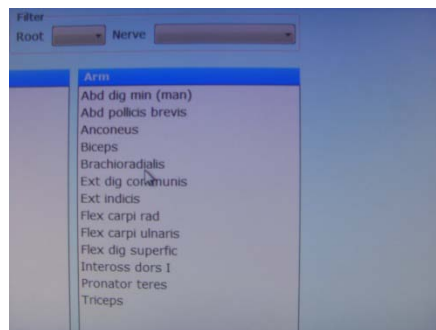 Filter
Root Nerve
Arm
Abd dig min (man)
Abd pollicis brevis
Anconeus
Biceps
Brachioradialis
Ext dig communis
Ext indicis
Flex carpi rad
Flex carpi ulnaris
Flex dig superfic
Inteross dors I
Pronator teres
Triceps